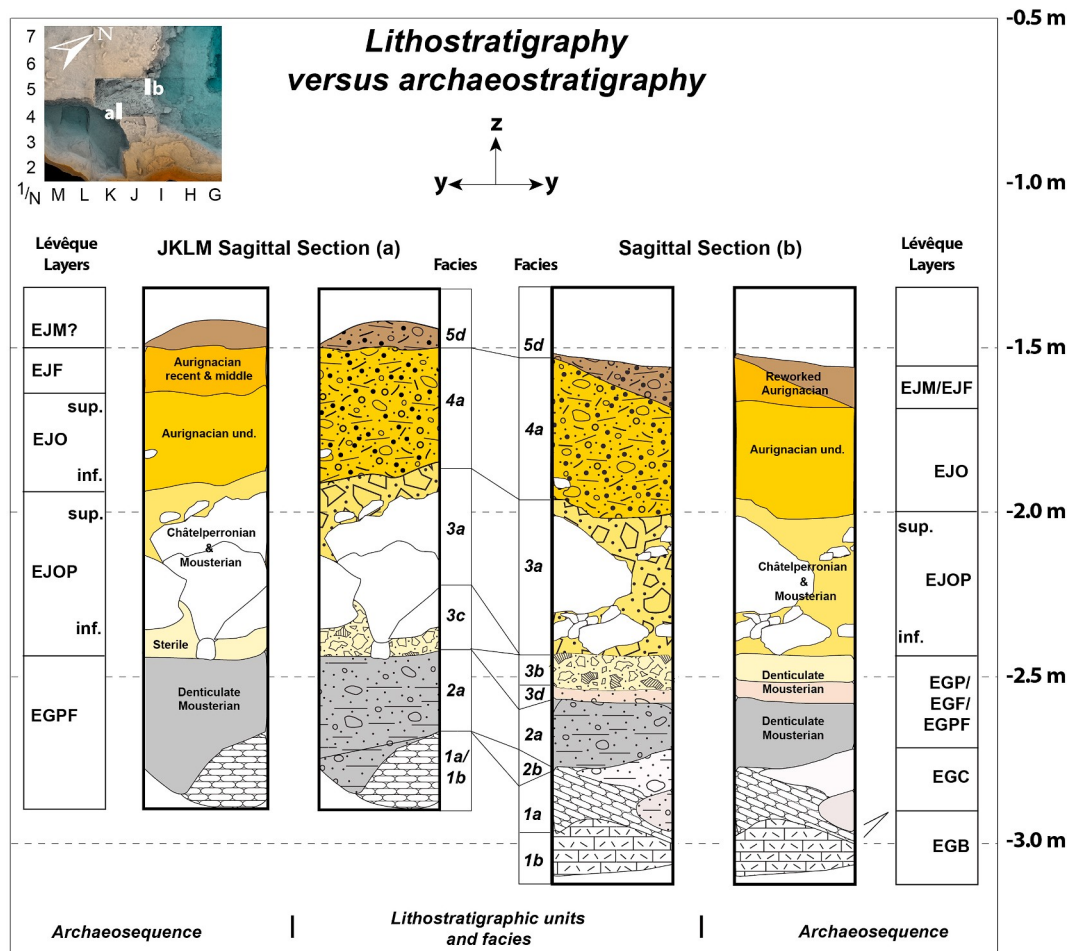 Lithostratigraphy
versus archaeostratigraphy
-0.5 m
7
6
5
4
3
2
1/N
N
a
b
M L K J I H G
z
y y
-1.0 m
Lévêque
Layers
JKLM Sagittal Section (a)
Facies
Facies
Sagittal Section (b)
Lévêque
Layers
EJM?
EJF
sup.
EJO
inf.
sup.
EJOP
inf.
EGPF
Aurignacian
recent & middle
Aurignacian und.
Châtelperronian
&
Mousterian
Sterile
Denticulate
Mousterian
5d
4a
3a
3c
2a
1a/
1b
5d
4a
3a
3b
3d
2a
2b
1a
1b
Reworked
Aurignacian
Aurignacian und.
Châtelperronian
&
Mousterian
Denticulate
Mousterian
Denticulate
Mousterian
EJM/EJF
EJO
sup.
EJOP
inf.
EGP/
EGF/
EGPF
EGC
EGB
-1.5 m
-2.0 m
-2.5 m
-3.0 m
Archaeosequence
Lithostratigraphic units
and facies
Archaeosequence